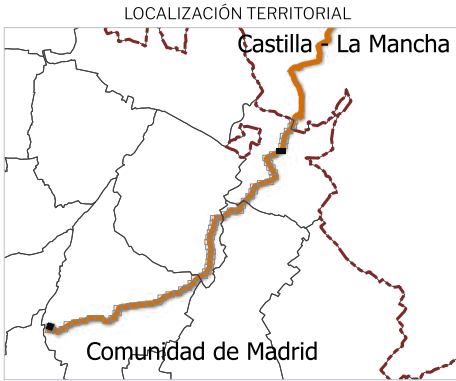 LOCALIZACIÓN TERRITORIAL
Castilla - La Mancha
Comunidad de Madrid